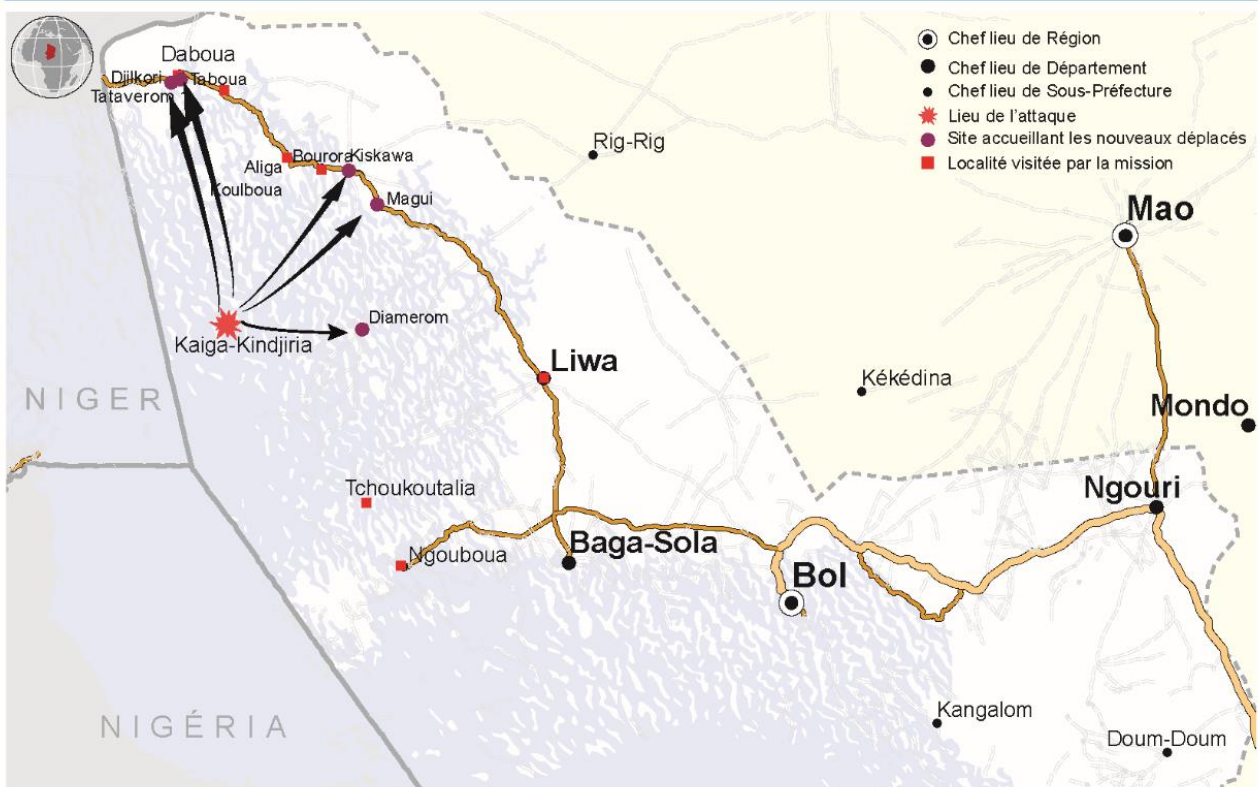 Chef lieu de Région
Chef lieu de Département
Chef lieu de Sous-Préfecture
Lieu de l'attaque
Site accueillant les nouveaux déplacés
Localité visitée par la mission
Daboua
Djilkori
Taboua
Tataverom
Rig-Rig
Bourora
Kiskawa
Aliga
Koulboua
Magui
Mao
Diamerom
Kaiga-Kindjiria
Liwa
Kékédina
NIGER
Mondo
Tchoukoutalia
Ngouri
Baga-Sola
Ngouboua
Bol
Kangalom
NIGÉRIA
Doum-Doum